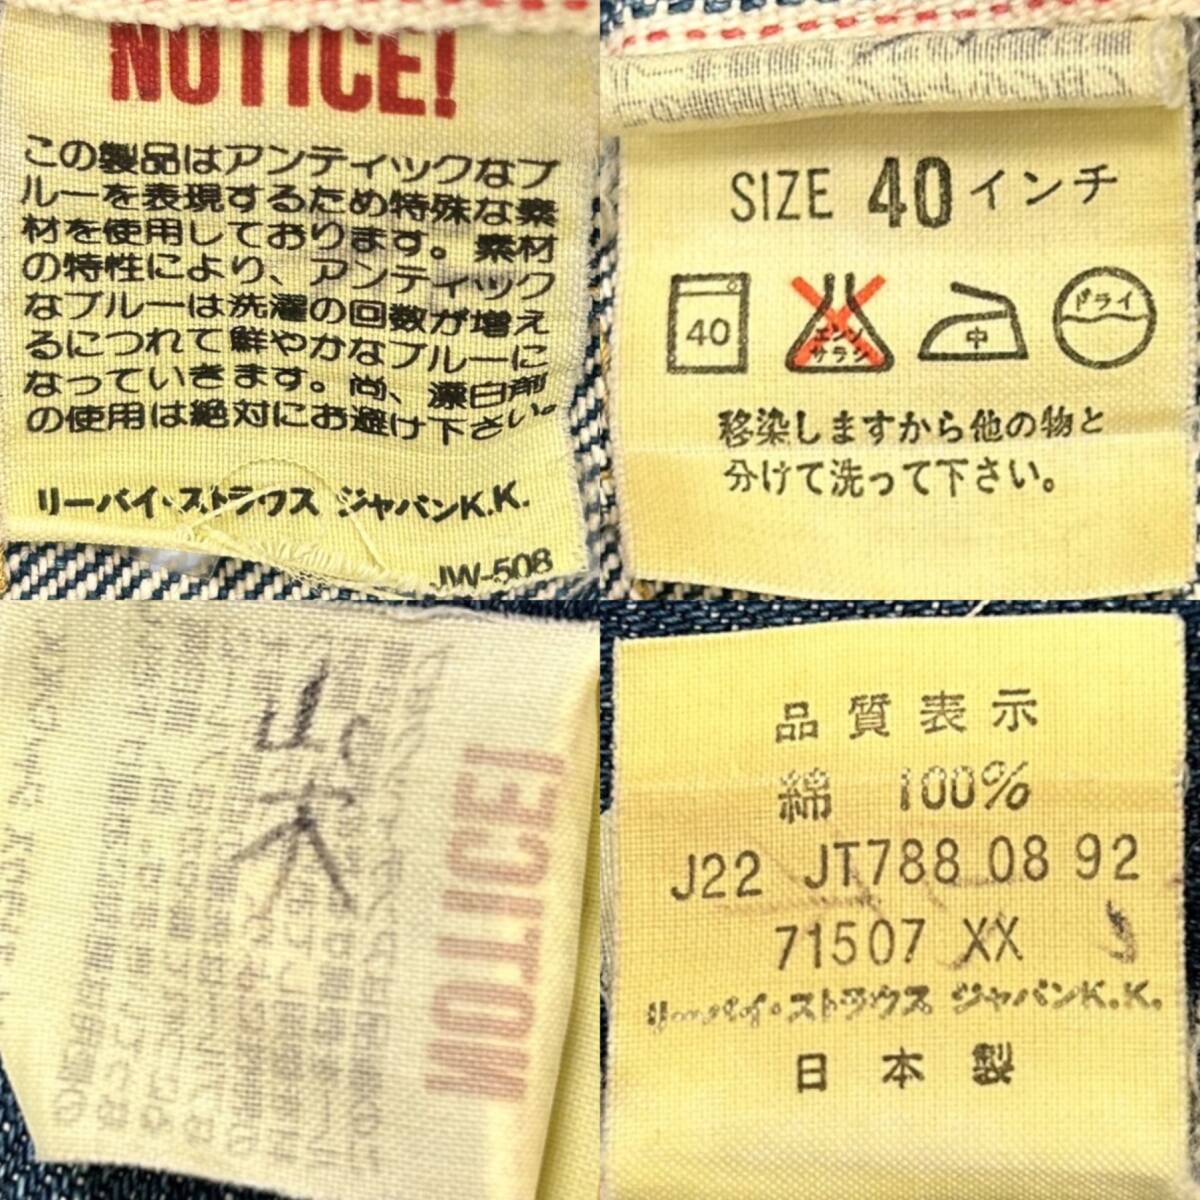 NOTICE!
この製品はアンティックなブ
ルーを表現するため特殊な素
材を使用しております。素材
の特性により、アンティック
なブルーは洗濯の回数が増え
るにつれて鮮やかなブルーに
なっていきます。尚、漂白剤
の使用は絶対にお避け下さい。
リーバイ・ストラウス ジャパンK.K.
JW-508
SIZE 40インチ
40
エンソ
サラシ
中
ドライ
移染しますから他の物と
分けて洗って下さい。
品質表示
綿 100%
J22 JT788 08 92
71507 XX
リーバイ・ストラウス ジャパンK.K.
日本製